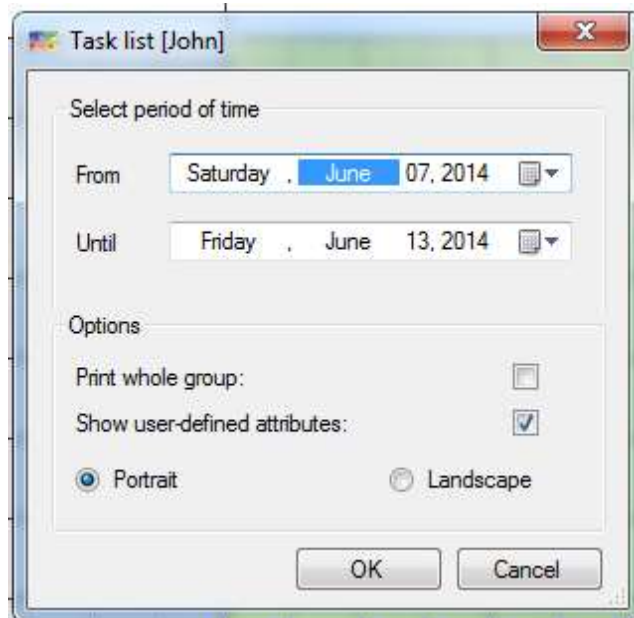 Task list [John]
Select period of time
From Saturday , June 07, 2014
Until Friday , June 13, 2014
Options
Print whole group:
Show user-defined attributes:
Portrait Landscape
OK Cancel